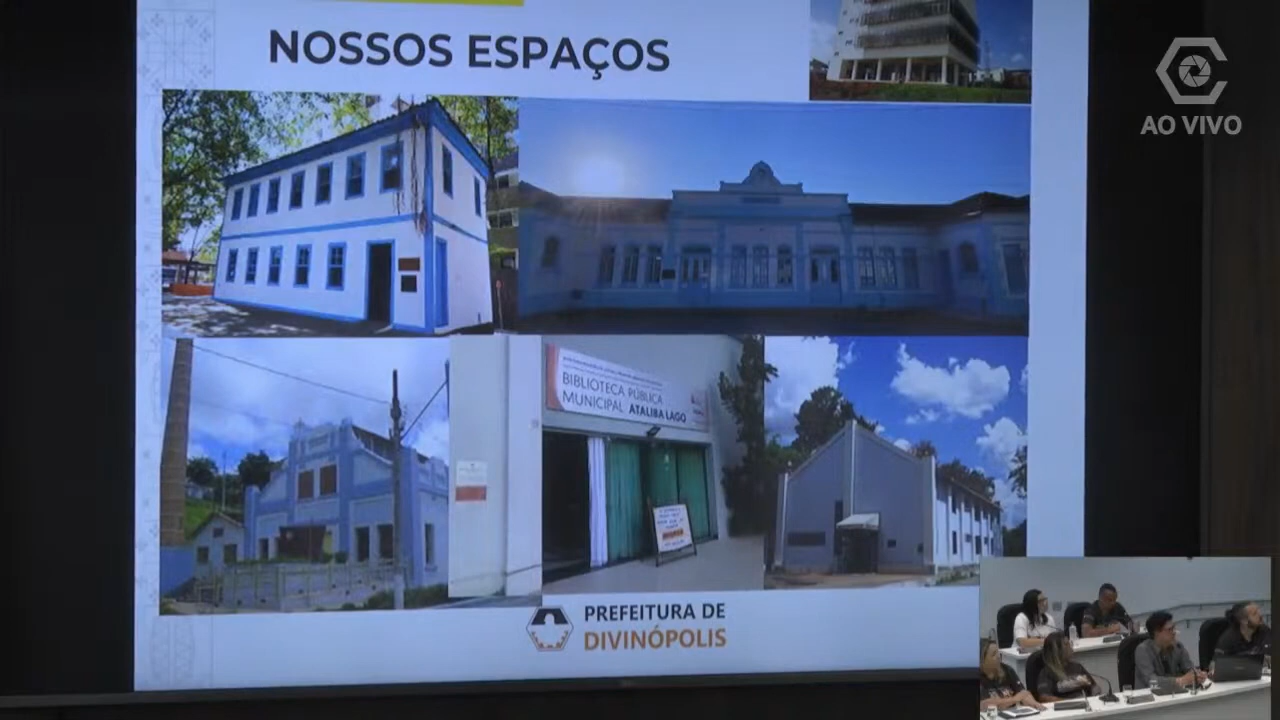 NOSSOS ESPAÇOS
AO VIVO
BIBLIOTECA PÚBLICA
MUNICIPAL ATALIBA LAGO
PREFEITURA DE
DIVINÓPOLIS